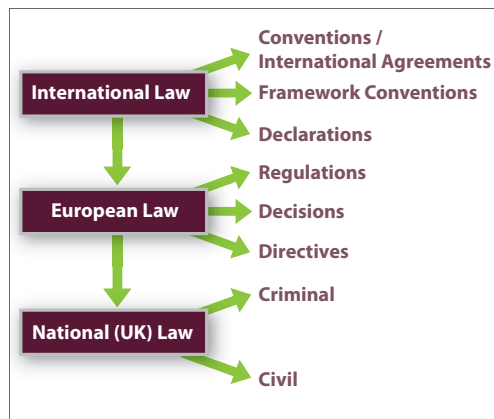 Conventions /
International Agreements
International Law
Framework Conventions
Declarations
Regulations
European Law
Decisions
Directives
Criminal
National (UK) Law
Civil